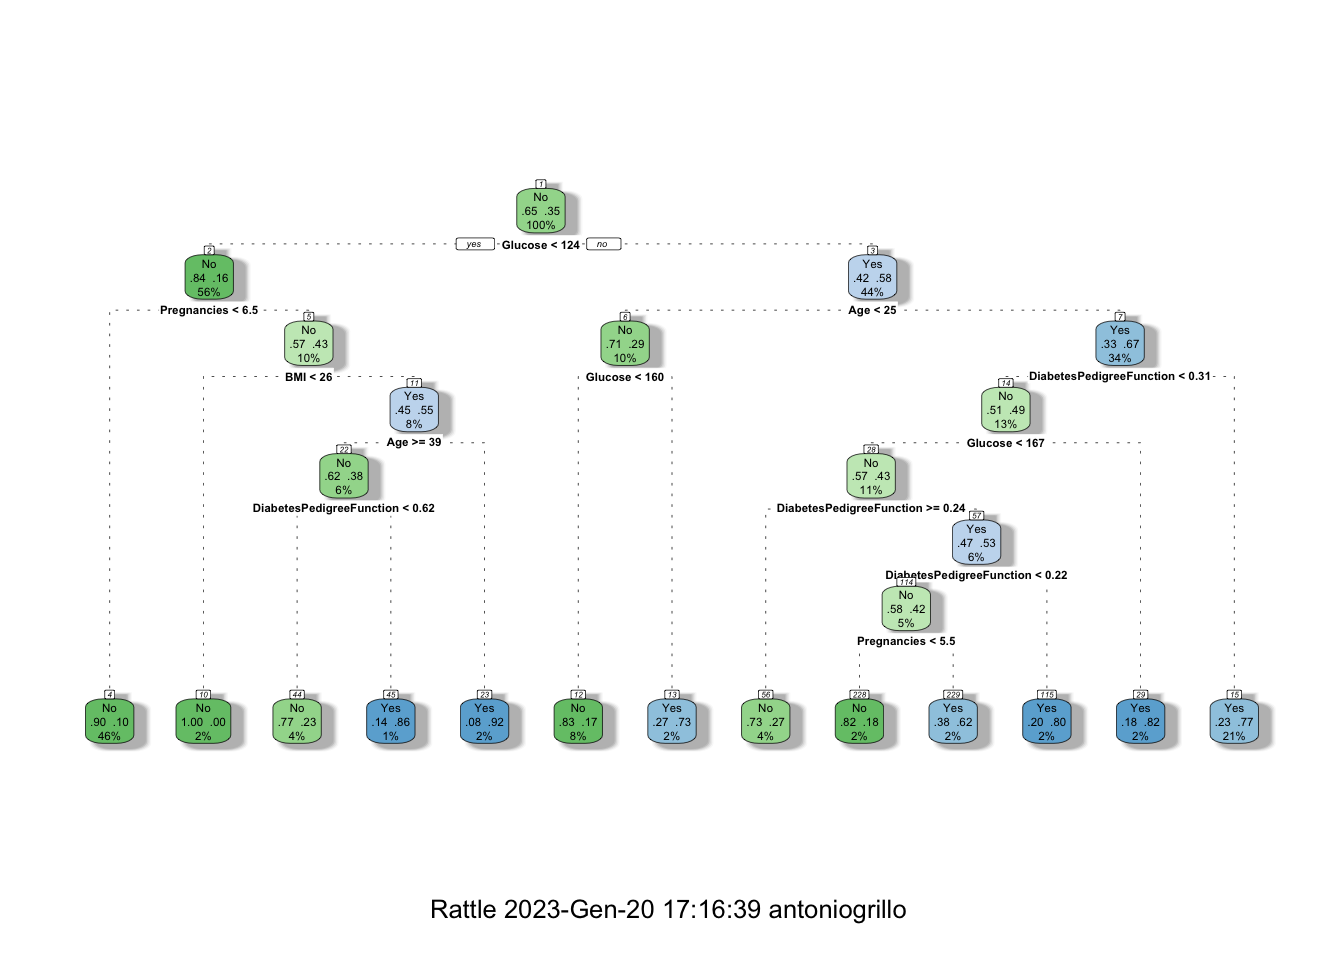 1
No
.65 .35
100%
yes
Glucose < 124
no
2
No
.84 .16
56%
3
Yes
.42 .58
44%
Pregnancies < 6.5
Age < 25
5
No
.57 .43
10%
6
No
.71 .29
10%
7
Yes
.33 .67
34%
BMI < 26
Glucose < 160
DiabetesPedigreeFunction < 0.31
11
Yes
.45 .55
8%
14
No
.51 .49
13%
Age >= 39
Glucose < 167
22
No
.62 .38
6%
28
No
.57 .43
11%
DiabetesPedigreeFunction < 0.62
DiabetesPedigreeFunction >= 0.24
57
Yes
.47 .53
6%
DiabetesPedigreeFunction < 0.22
114
No
.58 .42
5%
Pregnancies < 5.5
4
No
.90 .10
46%
10
No
1.00 .00
2%
44
No
.77 .23
4%
45
Yes
.14 .86
1%
23
Yes
.08 .92
2%
12
No
.83 .17
8%
13
Yes
.27 .73
2%
56
No
.73 .27
4%
228
No
.82 .18
2%
229
Yes
.38 .62
2%
115
Yes
.20 .80
2%
29
Yes
.18 .82
2%
15
Yes
.23 .77
21%
Rattle 2023-Gen-20 17:16:39 antoniogrillo